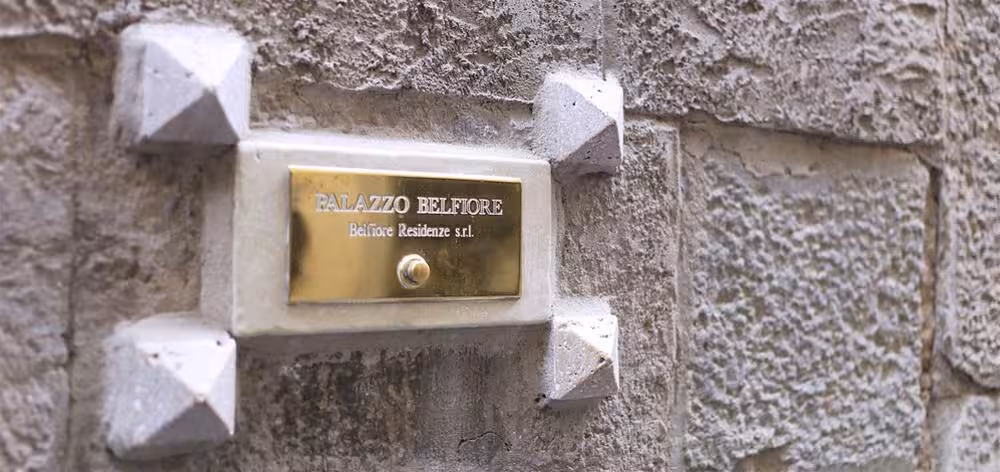 PALAZZO BELFIORE
Belfiore Residenze s.r.l.